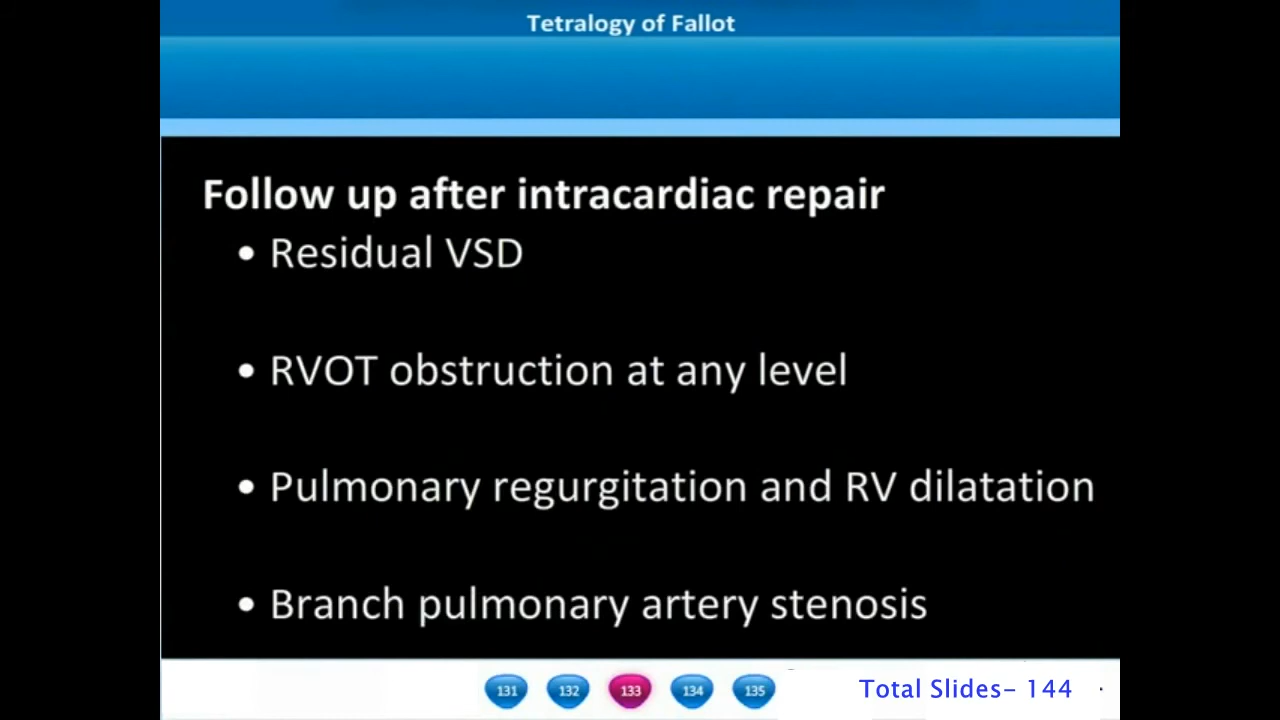 Tetralogy of Fallot
Follow up after intracardiac repair
• Residual VSD
• RVOT obstruction at any level
• Pulmonary regurgitation and RV dilatation
• Branch pulmonary artery stenosis
131 132 133 134 135 Total Slides- 144